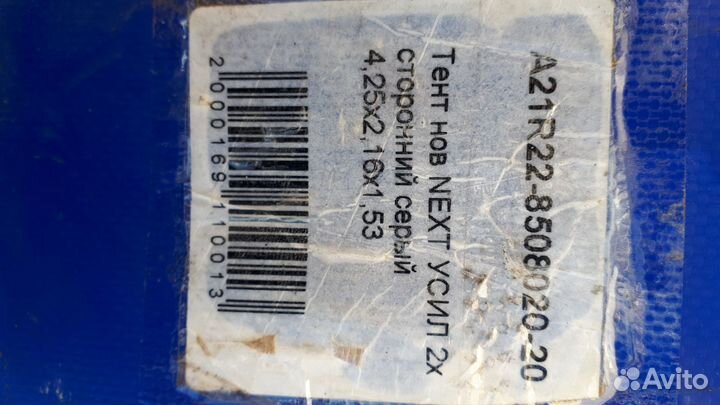 A21R22-8508020-20
Тент нов NEXT УСИЛ 2х
сторонний серый
4,25х2,16х1,53
2000169110013
Avito